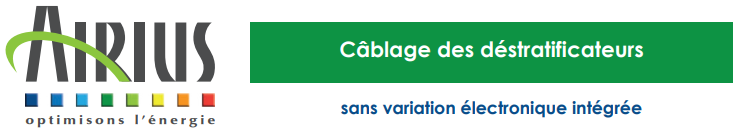 AIRIUS
optimisons l'énergie
Câblage des déstratificateurs
sans variation électronique intégrée